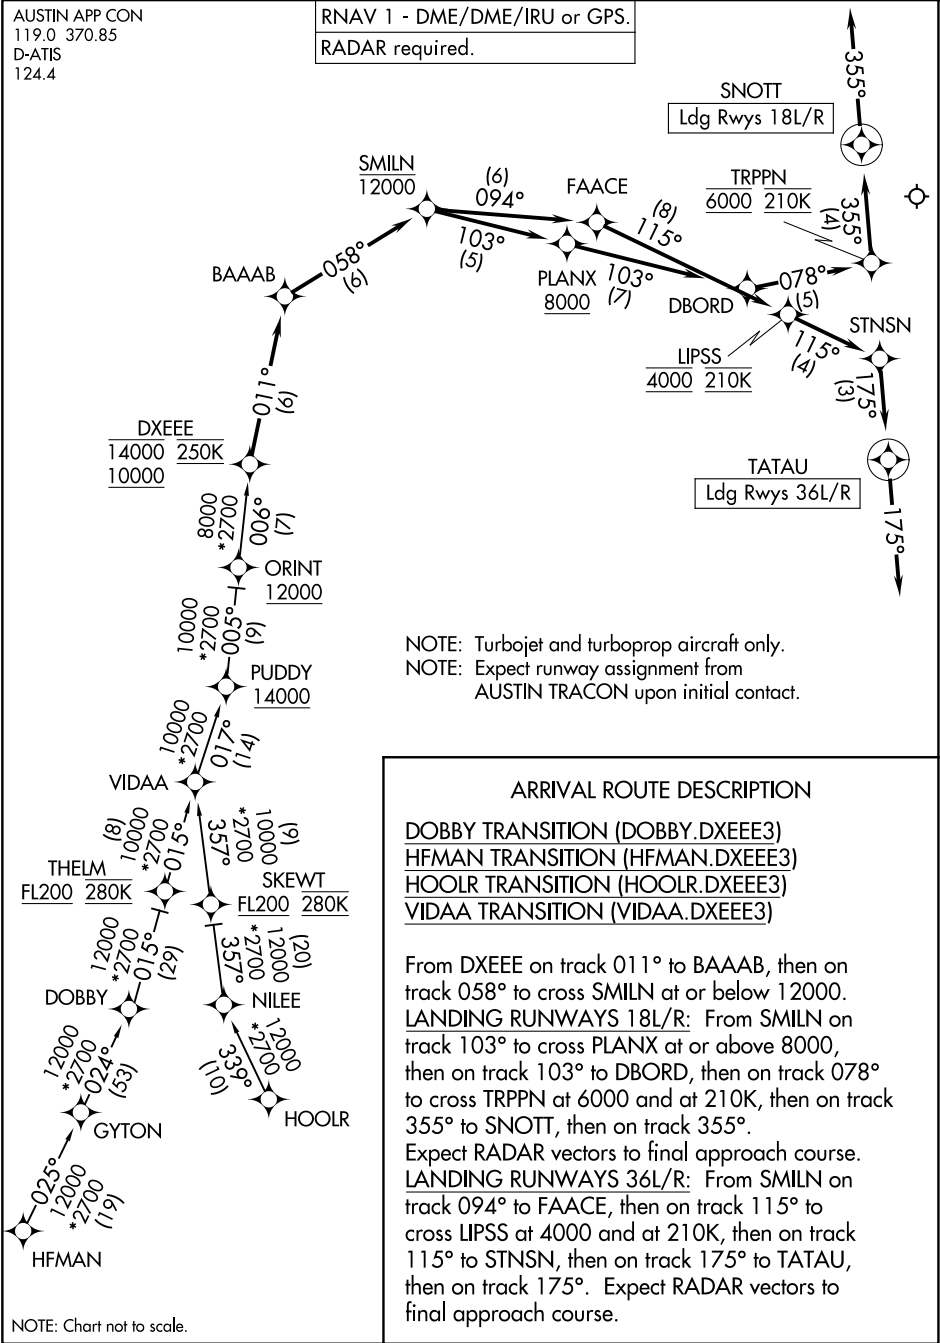 AUSTIN APP CON
119.0 370.85
D-ATIS
124.4
RNAV 1 - DME/DME/IRU or GPS.
RADAR required.
355°
SNOTT
Ldg Rwys 18L/R
SMILN
12000
(6)
094°
FAACE
TRPPN
6000 210K
355°
(4)
(8)
115°
103°
(5)
BAAAB
058°
(6)
PLANX
8000
103°
(7)
DBORD
078°
(5)
STNSN
LIPSS
4000 210K
115°
(4)
175°
(3)
011°
(6)
DXEEE
14000 250K
10000
TATAU
Ldg Rwys 36L/R
175°
8000
*2700
006°
(7)
ORINT
12000
10000
*2700
005°
(9)
PUDDY
14000
NOTE: Turbojet and turboprop aircraft only.
NOTE: Expect runway assignment from
AUSTIN TRACON upon initial contact.
10000
*2700
017°
(14)
VIDAA
(8)
10000
*2700
015°
(9)
10000
*2700
357°
THELM
FL200 280K
SKEWT
FL200 280K
12000
*2700
015°
(29)
(20)
12000
*2700
357°
DOBBY
NILEE
12000
*2700
024°
(53)
12000
*2700
339°
(10)
GYTON
HOOLR
025°
12000
*2700
(19)
HFMAN
NOTE: Chart not to scale.
ARRIVAL ROUTE DESCRIPTION
DOBBY TRANSITION (DOBBY.DXEEE3)
HFMAN TRANSITION (HFMAN.DXEEE3)
HOOLR TRANSITION (HOOLR.DXEEE3)
VIDAA TRANSITION (VIDAA.DXEEE3)
From DXEEE on track 011° to BAAAB, then on
track 058° to cross SMILN at or below 12000.
LANDING RUNWAYS 18L/R: From SMILN on
track 103° to cross PLANX at or above 8000,
then on track 103° to DBORD, then on track 078°
to cross TRPPN at 6000 and at 210K, then on track
355° to SNOTT, then on track 355°.
Expect RADAR vectors to final approach course.
LANDING RUNWAYS 36L/R: From SMILN on
track 094° to FAACE, then on track 115° to
cross LIPSS at 4000 and at 210K, then on track
115° to STNSN, then on track 175° to TATAU,
then on track 175°. Expect RADAR vectors to
final approach course.